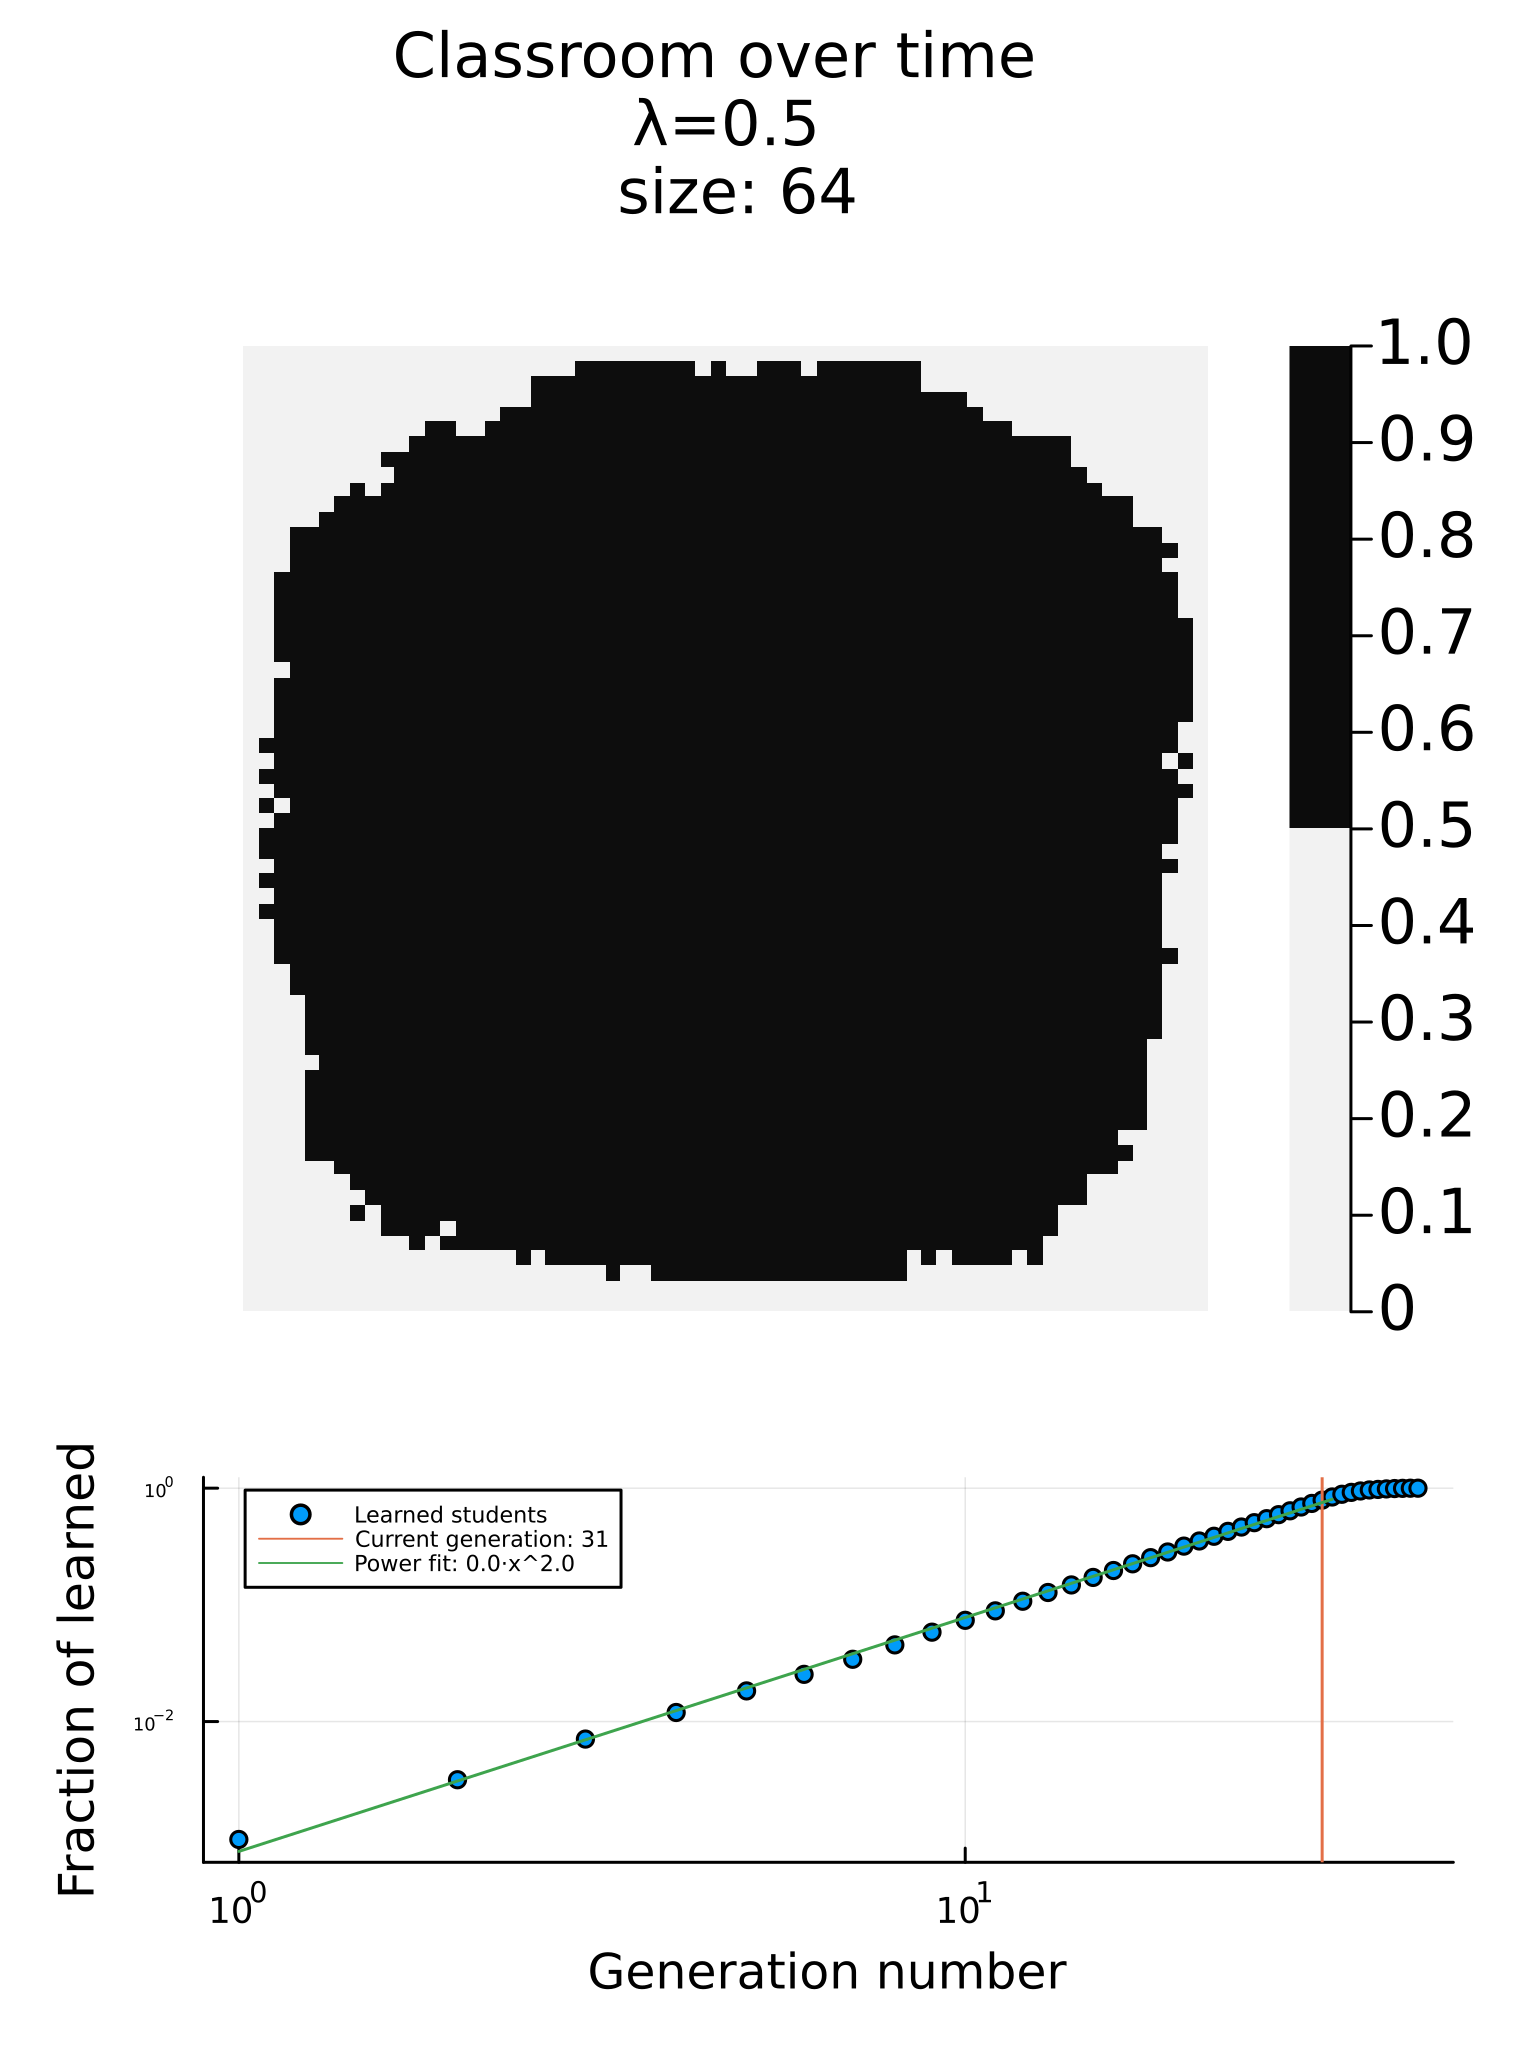 Classroom over time
λ=0.5
size: 64
1.0
0.9
0.8
0.7
0.6
0.5
0.4
0.3
0.2
0.1
0
Fraction of learned
10^0
10^−2
Learned students
Current generation: 31
Power fit: 0.0·x^2.0
10^0
10^1
Generation number